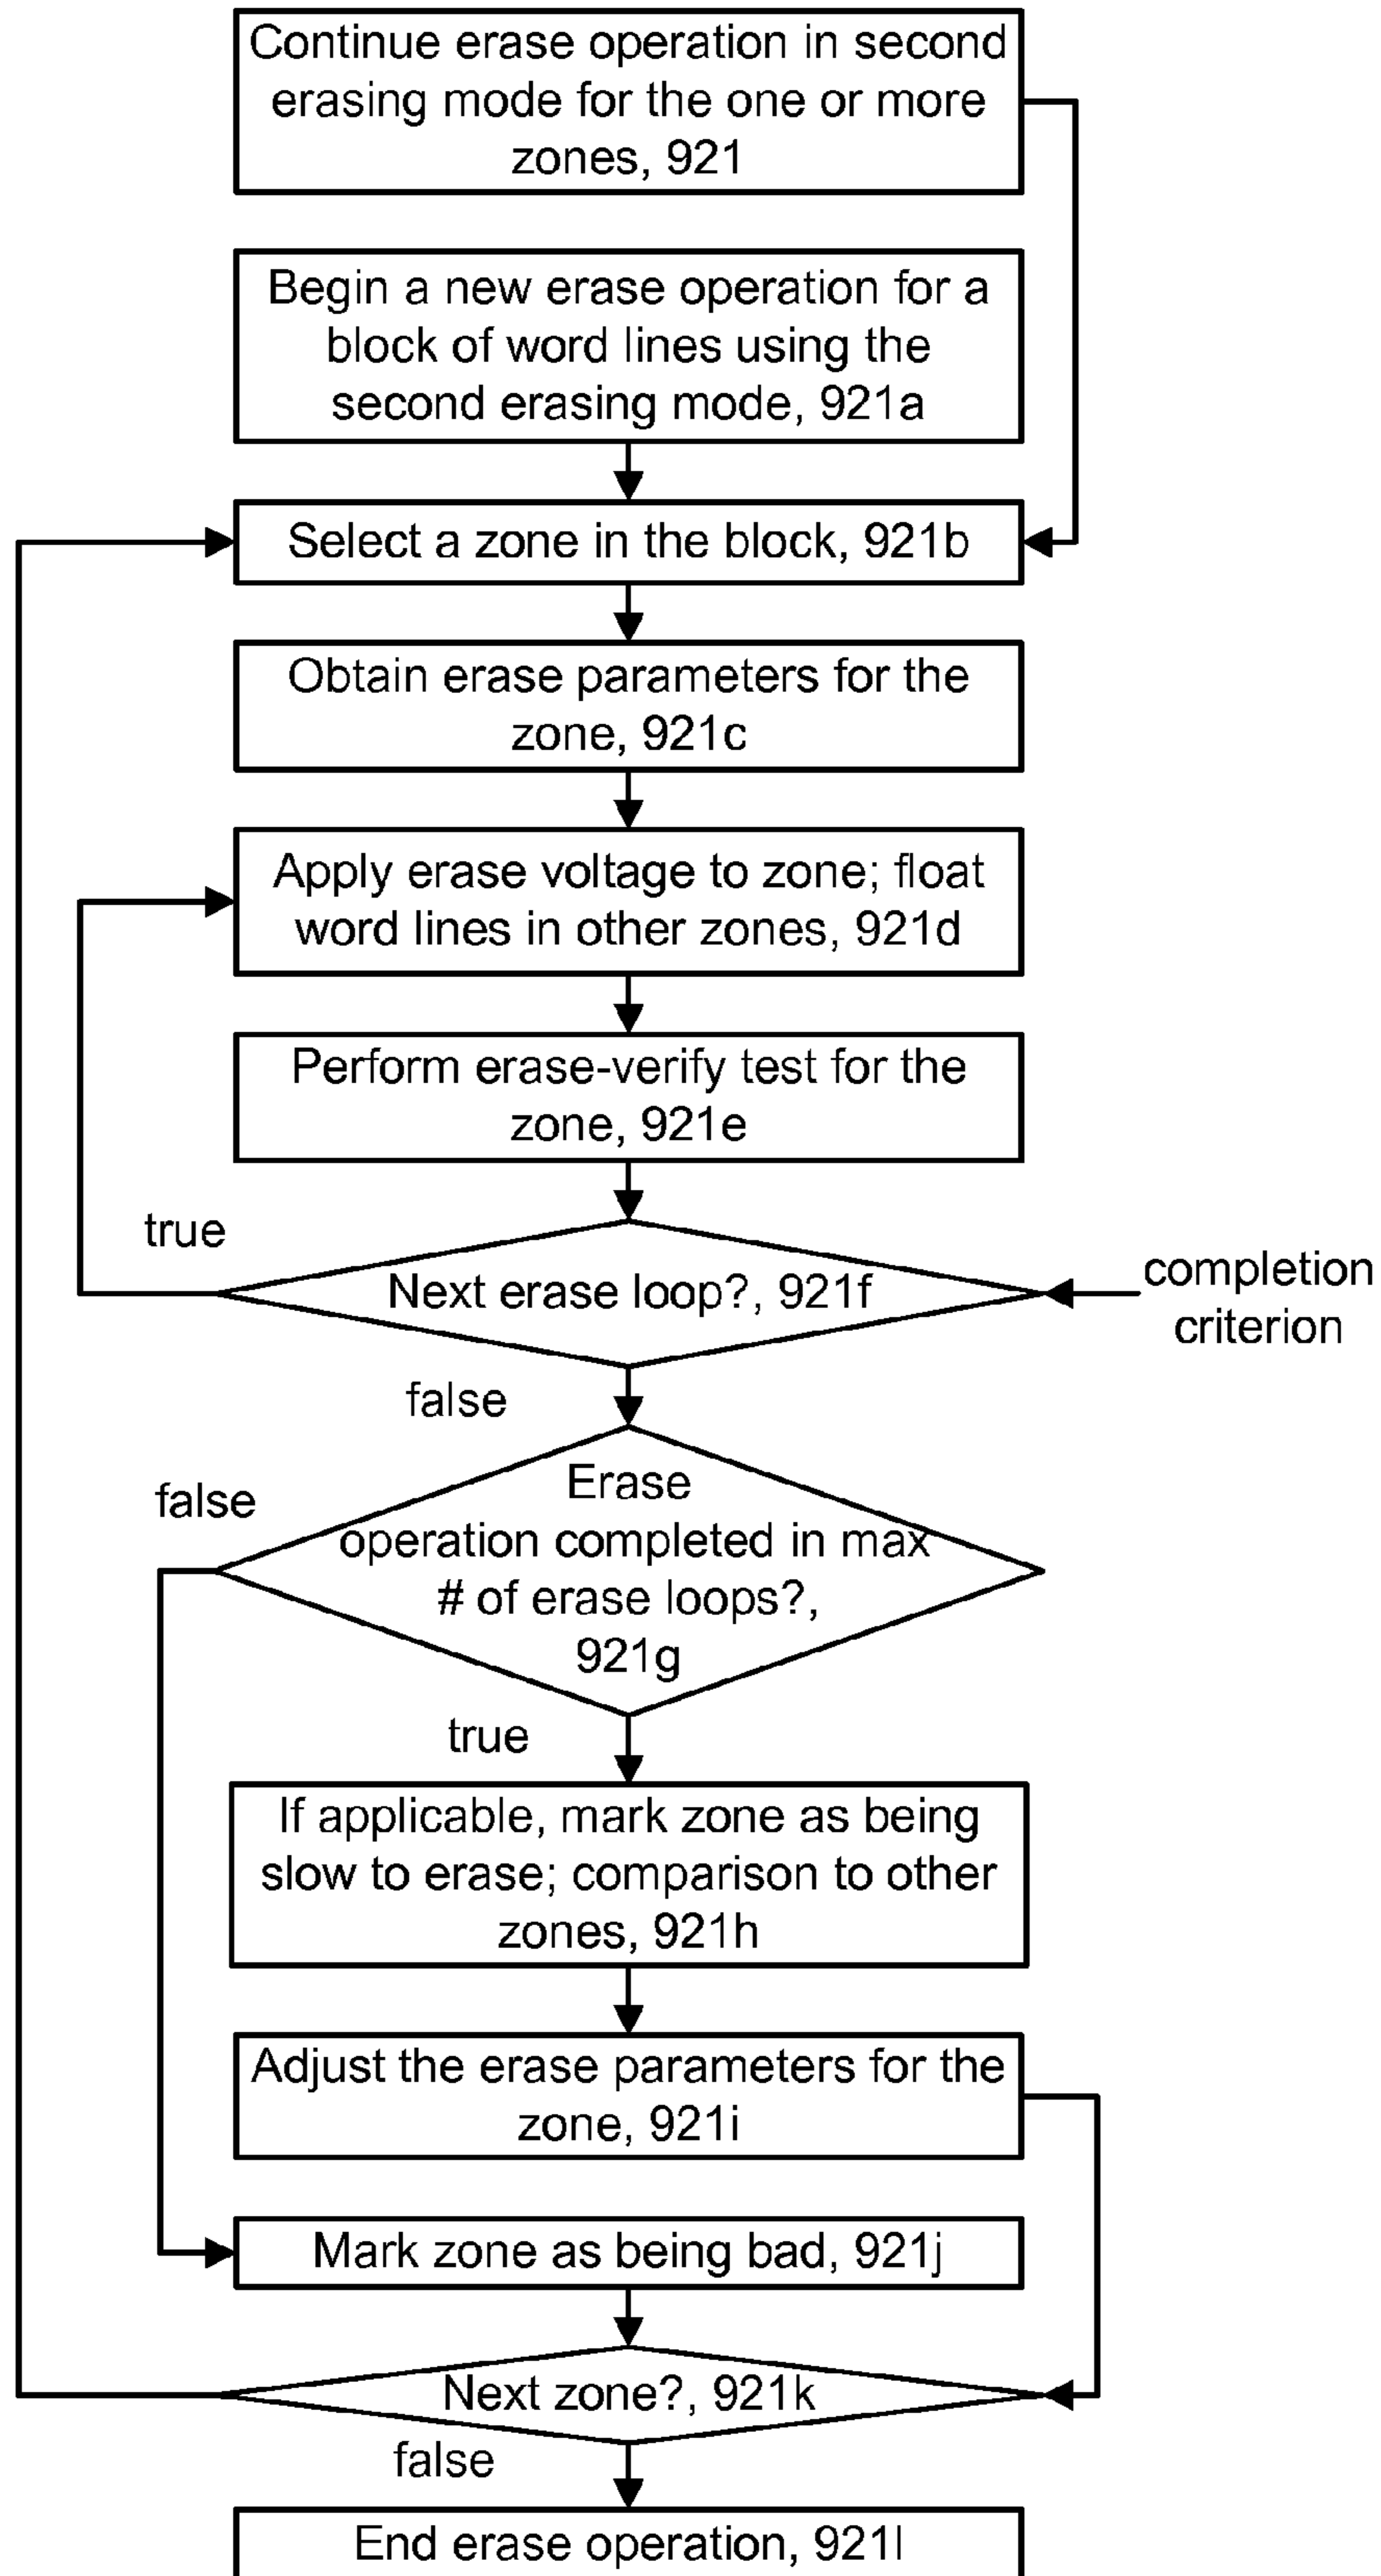 Continue erase operation in second
erasing mode for the one or more
zones, 921
Begin a new erase operation for a
block of word lines using the
second erasing mode, 921a
Select a zone in the block, 921b
Obtain erase parameters for the
zone, 921c
Apply erase voltage to zone; float
word lines in other zones, 921d
Perform erase-verify test for the
zone, 921e
true
Next erase loop?, 921f
completion
criterion
false
false
Erase
operation completed in max
# of erase loops?,
921g
true
If applicable, mark zone as being
slow to erase; comparison to other
zones, 921h
Adjust the erase parameters for the
zone, 921i
Mark zone as being bad, 921j
Next zone?, 921k
false
End erase operation, 921l